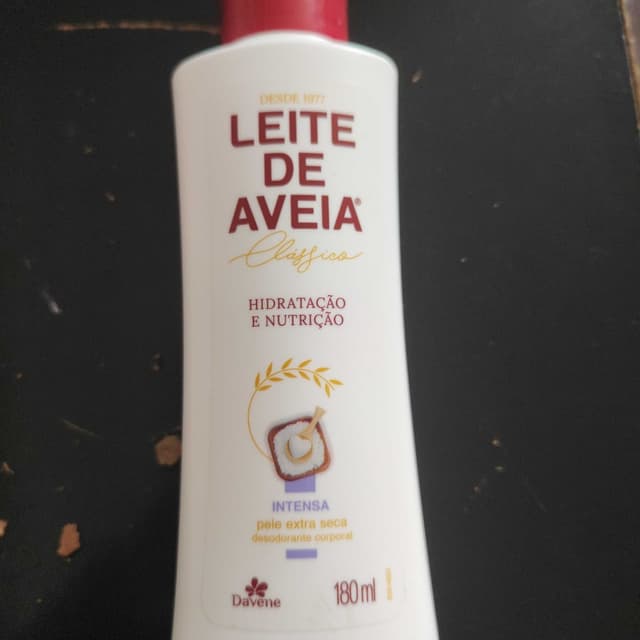 DESDE 1977
LEITE
DE
AVEIA®
Clássico
HIDRATAÇÃO
E NUTRIÇÃO
INTENSA
pele extra seca
desodorante corporal
Davene
180 ml